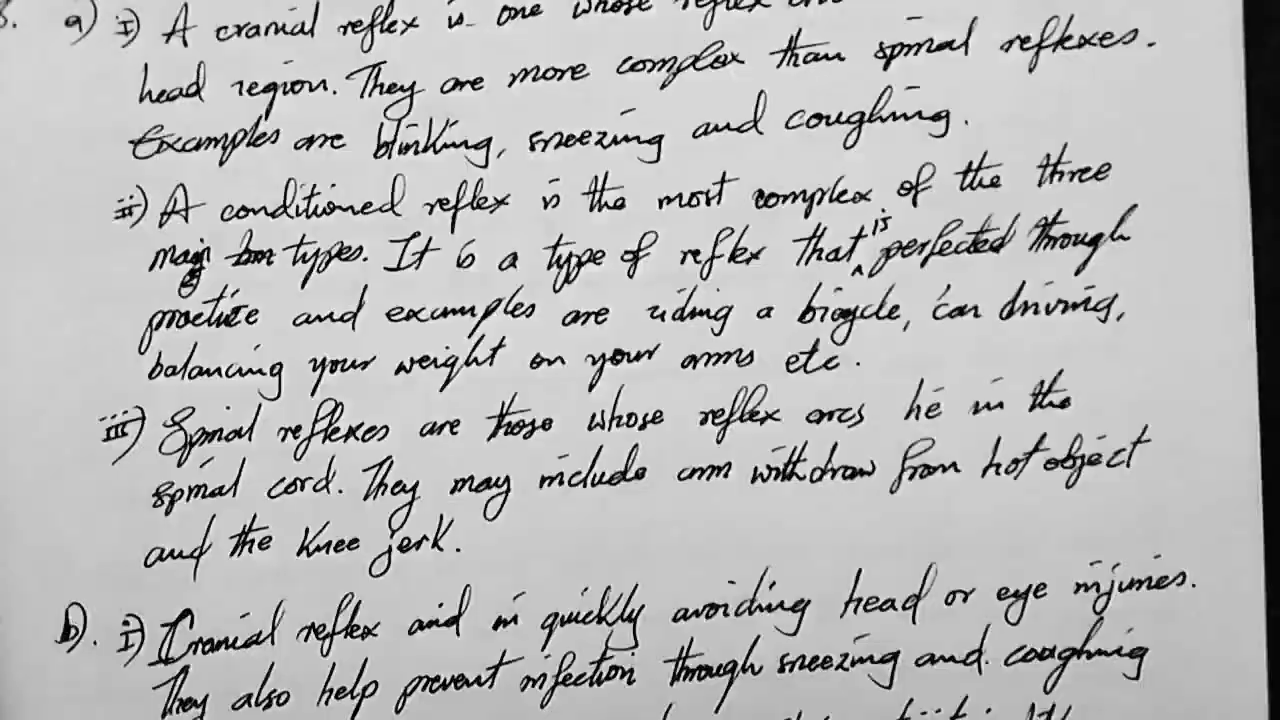 8. a) i) A cranial reflex is one whose reflex
head region. They are more complex than spinal reflexes.
Examples are blinking, sneezing and coughing.
ii) A conditioned reflex is the most complex of the three
major types. It is a type of reflex that is perfected through
practice and examples are riding a bicycle, car driving,
balancing your weight on your arms etc.
iii) Spinal reflexes are those whose reflex arcs lie in the
spinal cord. They may include arm withdraw from hot object
and the knee jerk.
b). i) Cranial reflex aid in quickly avoiding head or eye injuries.
They also help prevent infection through sneezing and coughing